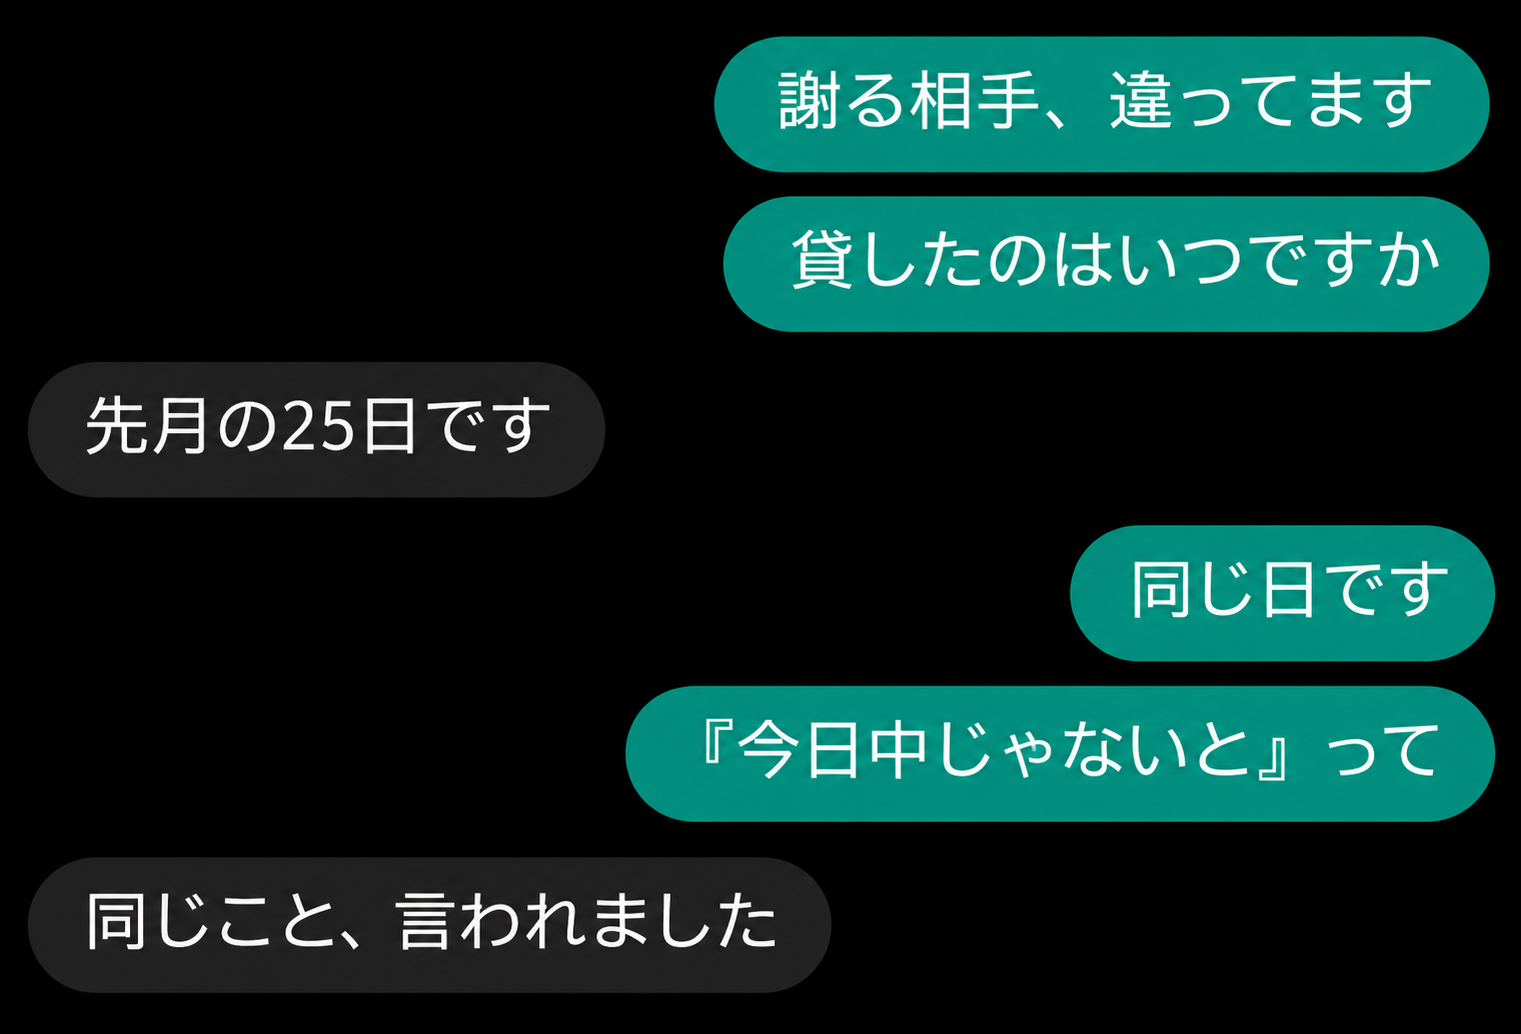 謝る相手、違ってます
貸したのはいつですか
先月の25日です
同じ日です
『今日中じゃないと』って
同じこと、言われました